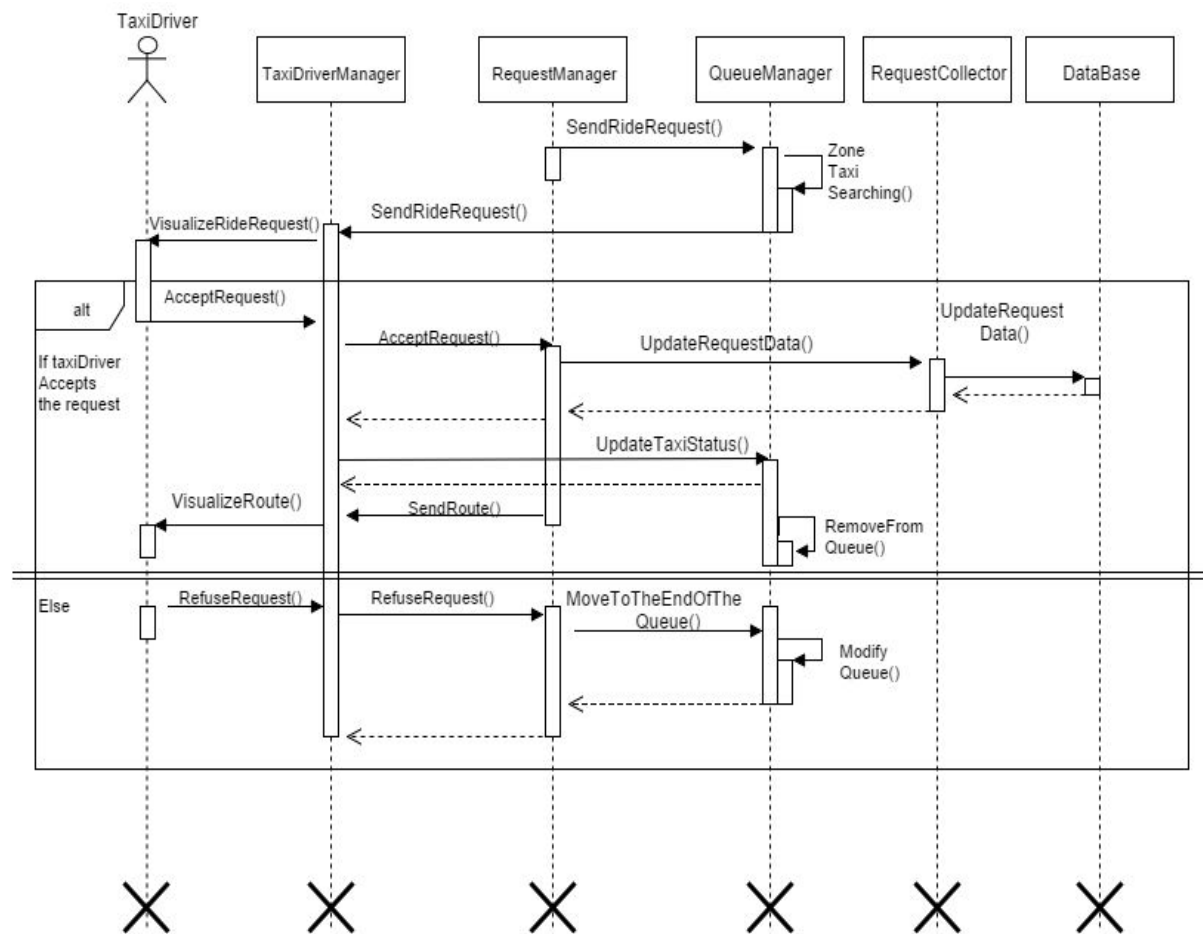 TaxiDriver
TaxiDriverManager
RequestManager
QueueManager
RequestCollector
DataBase
SendRideRequest()
Zone
Taxi
Searching()
SendRideRequest()
VisualizeRideRequest()
alt
AcceptRequest()
If taxiDriver
Accepts
the request
AcceptRequest()
UpdateRequestData()
UpdateRequest
Data()
UpdateTaxiStatus()
VisualizeRoute()
SendRoute()
RemoveFrom
Queue()
Else
RefuseRequest()
RefuseRequest()
MoveToTheEndOfThe
Queue()
Modify
Queue()